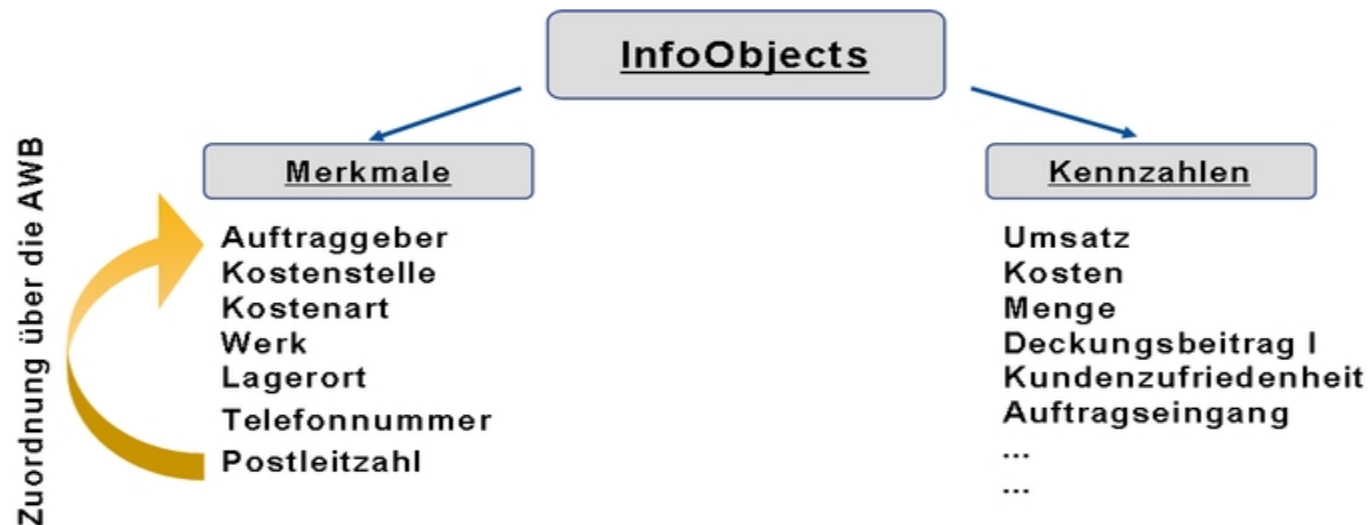 InfoObjects
Zuordnung über die AWB
Merkmale
Auftraggeber
Kostenstelle
Kostenart
Werk
Lagerort
Telefonnummer
Postleitzahl
Kennzahlen
Umsatz
Kosten
Menge
Deckungsbeitrag I
Kundenzufriedenheit
Auftragseingang
...
...